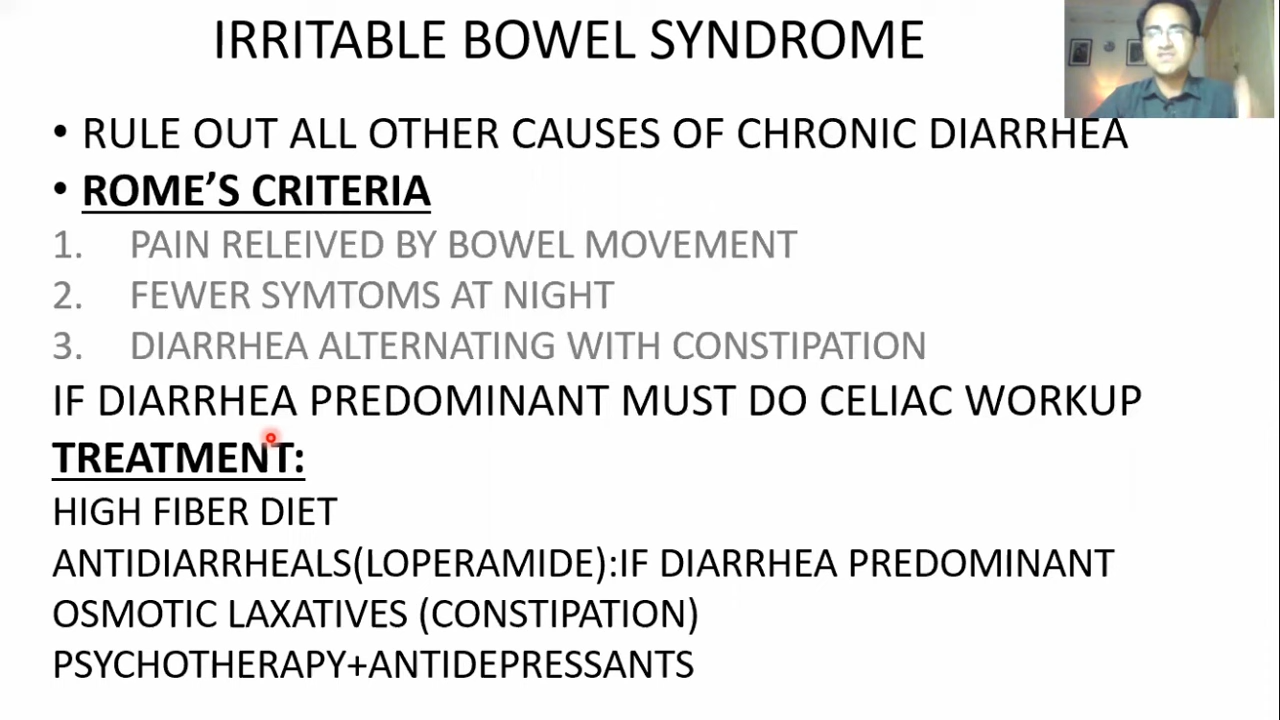 IRRITABLE BOWEL SYNDROME
• RULE OUT ALL OTHER CAUSES OF CHRONIC DIARRHEA
• ROME'S CRITERIA
1. PAIN RELEIVED BY BOWEL MOVEMENT
2. FEWER SYMTOMS AT NIGHT
3. DIARRHEA ALTERNATING WITH CONSTIPATION
IF DIARRHEA PREDOMINANT MUST DO CELIAC WORKUP
TREATMENT:
HIGH FIBER DIET
ANTIDIARRHEALS(LOPERAMIDE):IF DIARRHEA PREDOMINANT
OSMOTIC LAXATIVES (CONSTIPATION)
PSYCHOTHERAPY+ANTIDEPRESSANTS